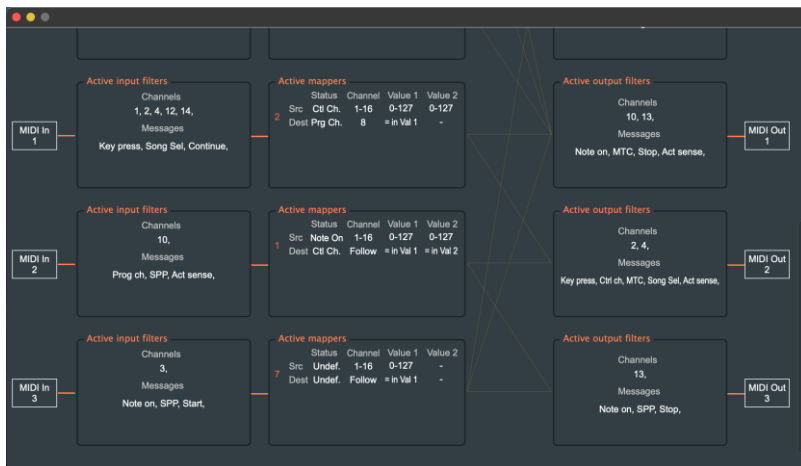 Active input filters
Channels
1, 2, 4, 12, 14,
Messages
Key press, Song Sel, Continue,
MIDI In
1
Active mappers
Status Channel Value 1 Value 2
2
Src Ctl Ch. 1-16 0-127 0-127
Dest Prg Ch. 8 = in Val 1 -
Active output filters
Channels
10, 13,
Messages
Note on, MTC, Stop, Act sense,
MIDI Out
1
Active input filters
Channels
10,
Messages
Prog ch, SPP, Act sense,
MIDI In
2
Active mappers
Status Channel Value 1 Value 2
1
Src Note On 1-16 0-127 0-127
Dest Ctl Ch. Follow = in Val 1 = in Val 2
Active output filters
Channels
2, 4,
Messages
Key press, Ctrl ch, MTC, Song Sel, Act sense,
MIDI Out
2
Active input filters
Channels
3,
Messages
Note on, SPP, Start,
MIDI In
3
Active mappers
Status Channel Value 1 Value 2
7
Src Undef. 1-16 0-127 -
Dest Undef. Follow = in Val 1 -
Active output filters
Channels
13,
Messages
Note on, SPP, Stop,
MIDI Out
3